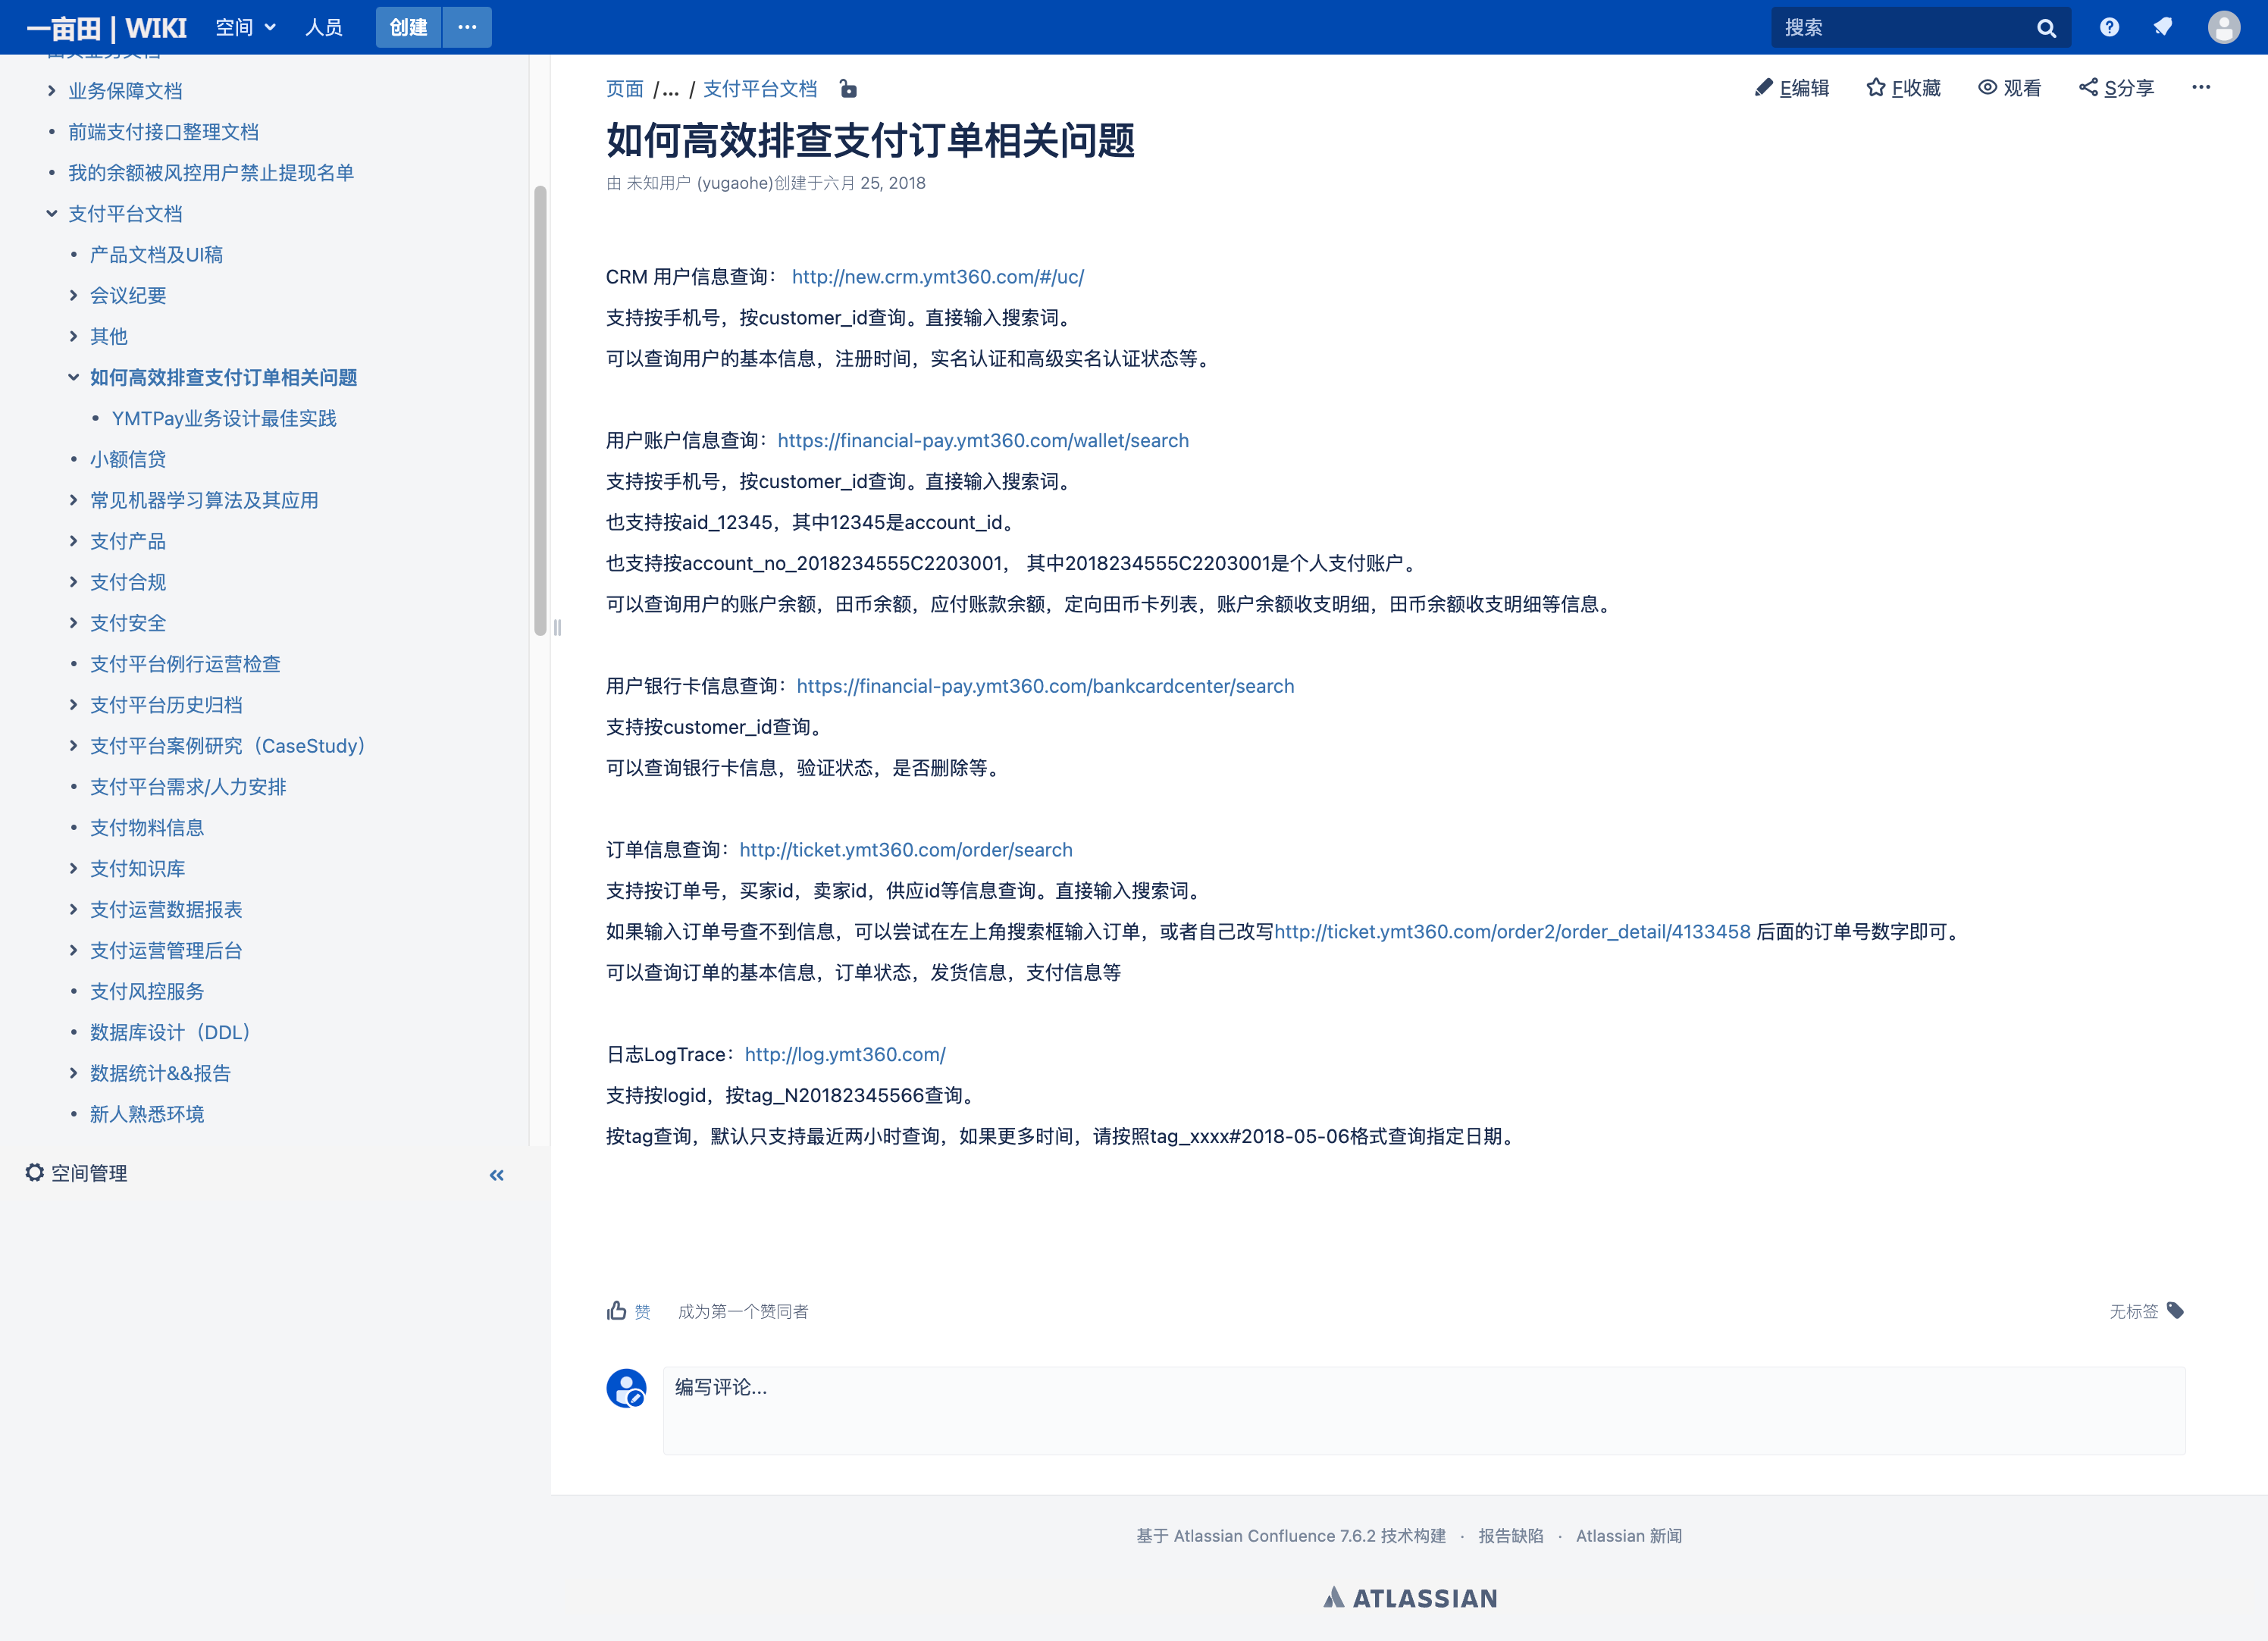 一亩田 | WIKI
空间
人员
创建
搜索
业务保障文档
前端支付接口整理文档
我的余额被风控用户禁止提现名单
支付平台文档
产品文档及UI稿
会议纪要
其他
如何高效排查支付订单相关问题
YMTPay业务设计最佳实践
小额信贷
常见机器学习算法及其应用
支付产品
支付合规
支付安全
支付平台例行运营检查
支付平台历史归档
支付平台案例研究（CaseStudy）
支付平台需求/人力安排
支付物料信息
支付知识库
支付运营数据报表
支付运营管理后台
支付风控服务
数据库设计（DDL）
数据统计&&报告
新人熟悉环境
空间管理
页面 /... / 支付平台文档
E编辑
F收藏
观看
S分享
如何高效排查支付订单相关问题
由 未知用户 (yugaohe)创建于六月 25, 2018
CRM 用户信息查询： http://new.crm.ymt360.com/#/uc/
支持按手机号，按customer_id查询。直接输入搜索词。
可以查询用户的基本信息，注册时间，实名认证和高级实名认证状态等。
用户账户信息查询：https://financial-pay.ymt360.com/wallet/search
支持按手机号，按customer_id查询。直接输入搜索词。
也支持按aid_12345，其中12345是account_id。
也支持按account_no_2018234555C2203001， 其中2018234555C2203001是个人支付账户。
可以查询用户的账户余额，田币余额，应付账款余额，定向田币卡列表，账户余额收支明细，田币余额收支明细等信息。
用户银行卡信息查询：https://financial-pay.ymt360.com/bankcardcenter/search
支持按customer_id查询。
可以查询银行卡信息，验证状态，是否删除等。
订单信息查询：http://ticket.ymt360.com/order/search
支持按订单号，买家id，卖家id，供应id等信息查询。直接输入搜索词。
如果输入订单号查不到信息，可以尝试在左上角搜索框输入订单，或者自己改写http://ticket.ymt360.com/order2/order_detail/4133458 后面的订单号数字即可。
可以查询订单的基本信息，订单状态，发货信息，支付信息等
日志LogTrace：http://log.ymt360.com/
支持按logid，按tag_N20182345566查询。
按tag查询，默认只支持最近两小时查询，如果更多时间，请按照tag_xxxx#2018-05-06格式查询指定日期。
赞
成为第一个赞同者
无标签
编写评论...
基于 Atlassian Confluence 7.6.2 技术构建 · 报告缺陷 · Atlassian 新闻
ATLASSIAN